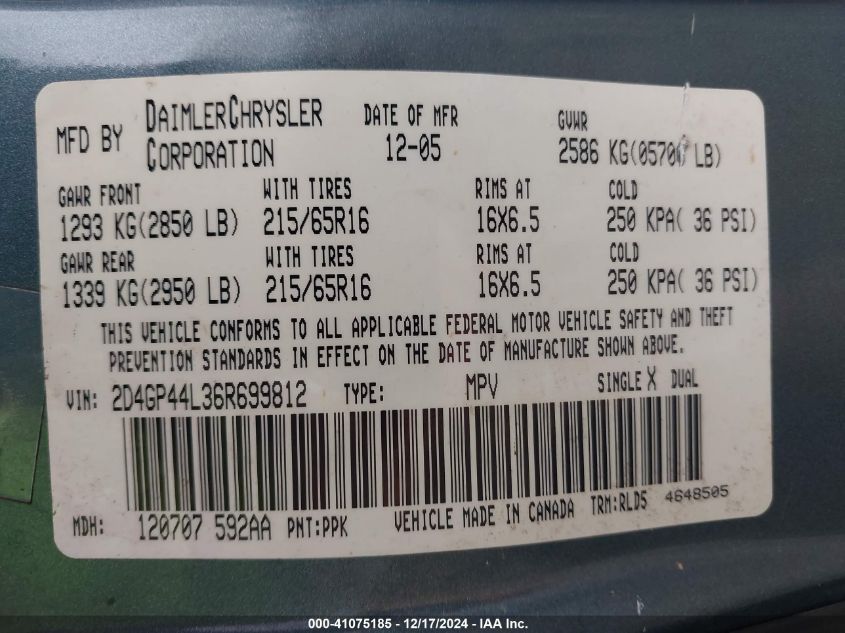 MFD BY DAIMLERCHRYSLER CORPORATION DATE OF MFR 12-05 GVWR 2586 KG(05700 LB)
GAWR FRONT WITH TIRES RIMS AT COLD
1293 KG(2850 LB) 215/65R16 16X6.5 250 KPA( 36 PSI)
GAWR REAR WITH TIRES RIMS AT COLD
1339 KG(2950 LB) 215/65R16 16X6.5 250 KPA( 36 PSI)
THIS VEHICLE CONFORMS TO ALL APPLICABLE FEDERAL MOTOR VEHICLE SAFETY AND THEFT
PREVENTION STANDARDS IN EFFECT ON THE DATE OF MANUFACTURE SHOWN ABOVE.
VIN: 2D4GP44L36R699812 TYPE: MPV SINGLE X DUAL
MDH: 120707 592AA PNT:PPK VEHICLE MADE IN CANADA TRM:RLD5 4648505
000-41075185 - 12/17/2024 - IAA Inc.